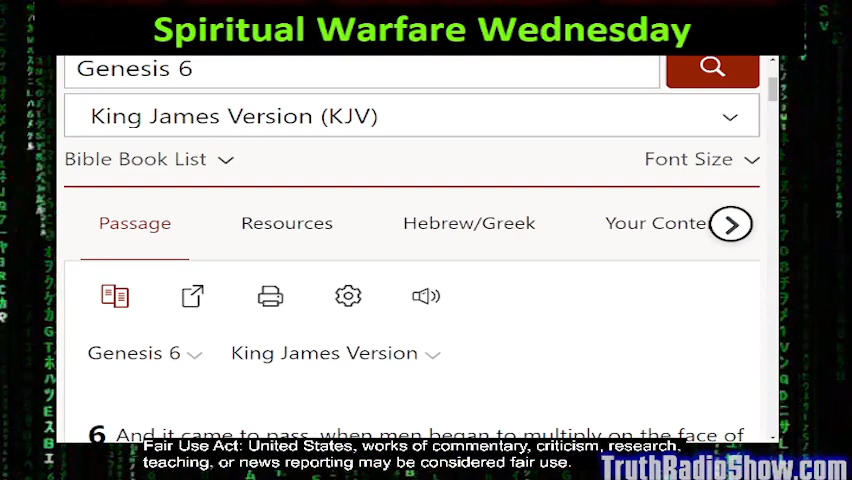 Spiritual Warfare Wednesday
Genesis 6
King James Version (KJV)
Bible Book List
Font Size
Passage Resources Hebrew/Greek Your Conte
Genesis 6 King James Version
6 And it came to pass, when men began to multiply on the face of
Fair Use Act: United States, works of commentary, criticism, research,
teaching, or news reporting may be considered fair use.
TruthRadioShow.com